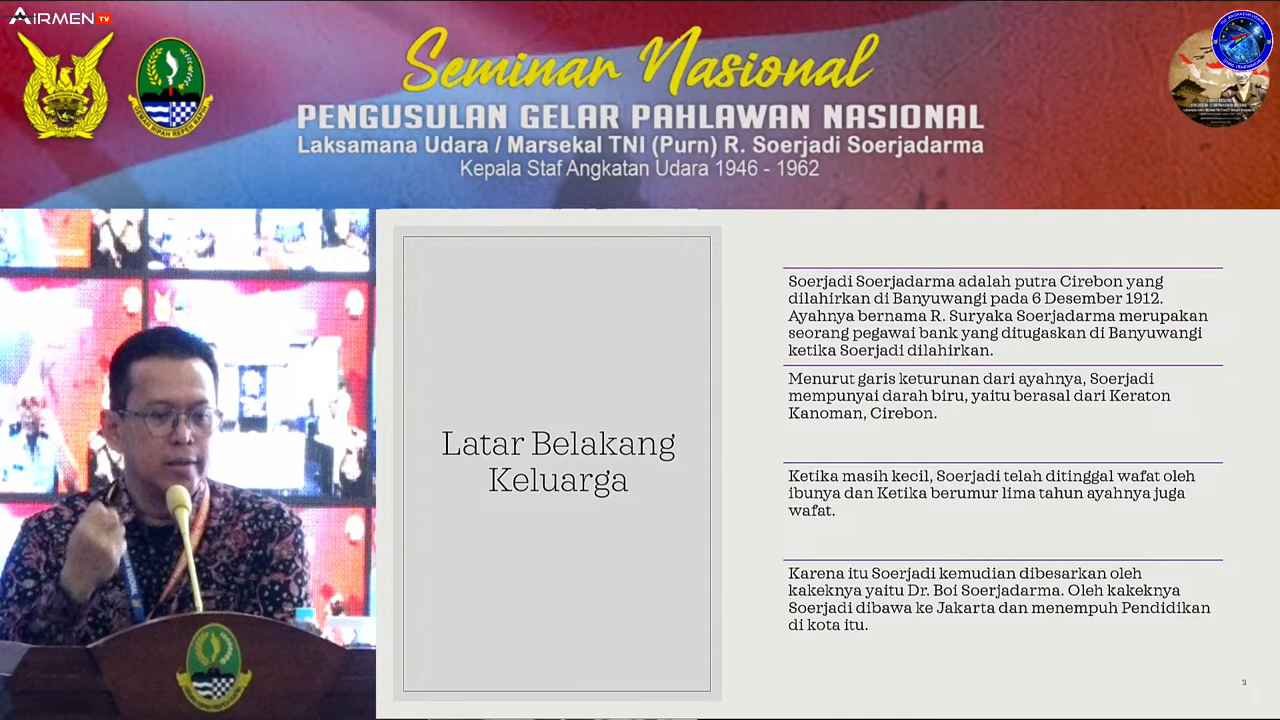 AiRMEN TV
Seminar Nasional
PENGUSULAN GELAR PAHLAWAN NASIONAL
Laksamana Udara / Marsekal TNI (Purn) R. Soerjadi Soerjadarma
Kepala Staf Angkatan Udara 1946 - 1962
Latar Belakang
Keluarga
Soerjadi Soerjadarma adalah putra Cirebon yang
dilahirkan di Banyuwangi pada 6 Desember 1912.
Ayahnya bernama R. Suryaka Soerjadarma merupakan
seorang pegawai bank yang ditugaskan di Banyuwangi
ketika Soerjadi dilahirkan.
Menurut garis keturunan dari ayahnya, Soerjadi
mempunyai darah biru, yaitu berasal dari Keraton
Kanoman, Cirebon.
Ketika masih kecil, Soerjadi telah ditinggal wafat oleh
ibunya dan Ketika berumur lima tahun ayahnya juga
wafat.
Karena itu Soerjadi kemudian dibesarkan oleh
kakeknya yaitu Dr. Boi Soerjadarma. Oleh kakeknya
Soerjadi dibawa ke Jakarta dan menempuh Pendidikan
di kota itu.
2